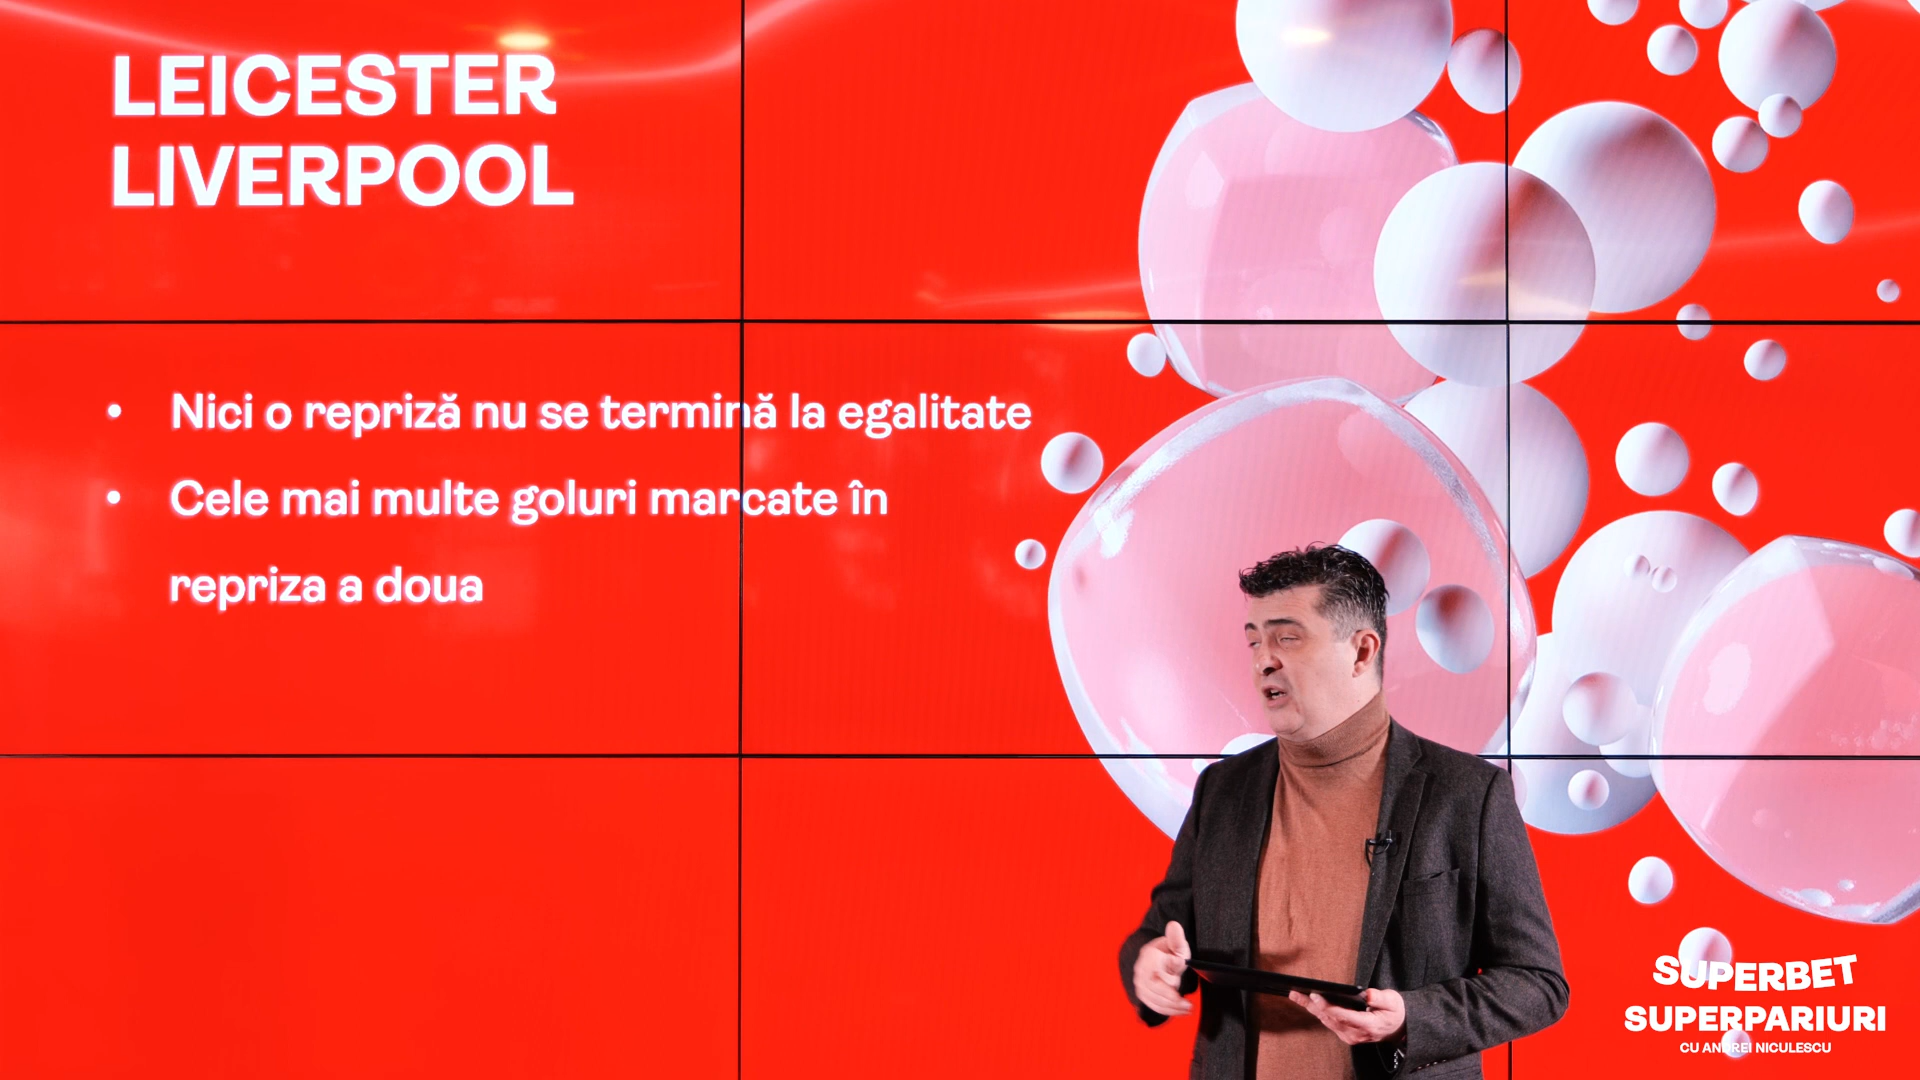 LEICESTER
LIVERPOOL
• Nici o repriză nu se termină la egalitate
• Cele mai multe goluri marcate în
repriza a doua
SUPERBET
SUPERPARIURI
CU ANDREI NICULESCU